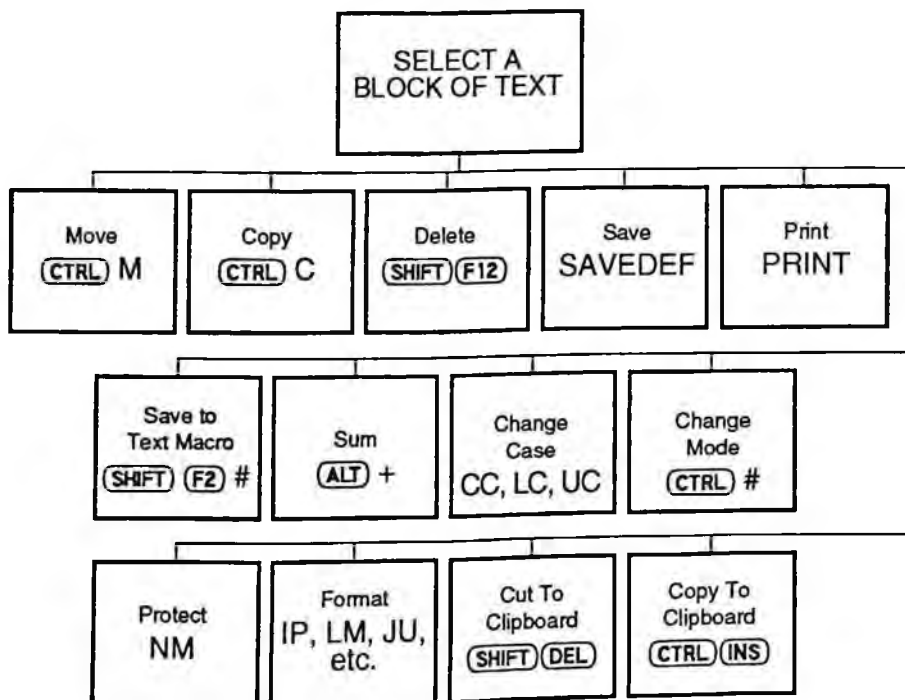 SELECT A
BLOCK OF TEXT
Move
CTRL M
Copy
CTRL C
Delete
SHIFT F12
Save
SAVEDEF
Print
PRINT
Save to
Text Macro
SHIFT F2 #
Sum
ALT +
Change
Case
CC, LC, UC
Change
Mode
CTRL #
Protect
NM
Format
IP, LM, JU,
etc.
Cut To
Clipboard
SHIFT DEL
Copy To
Clipboard
CTRL INS